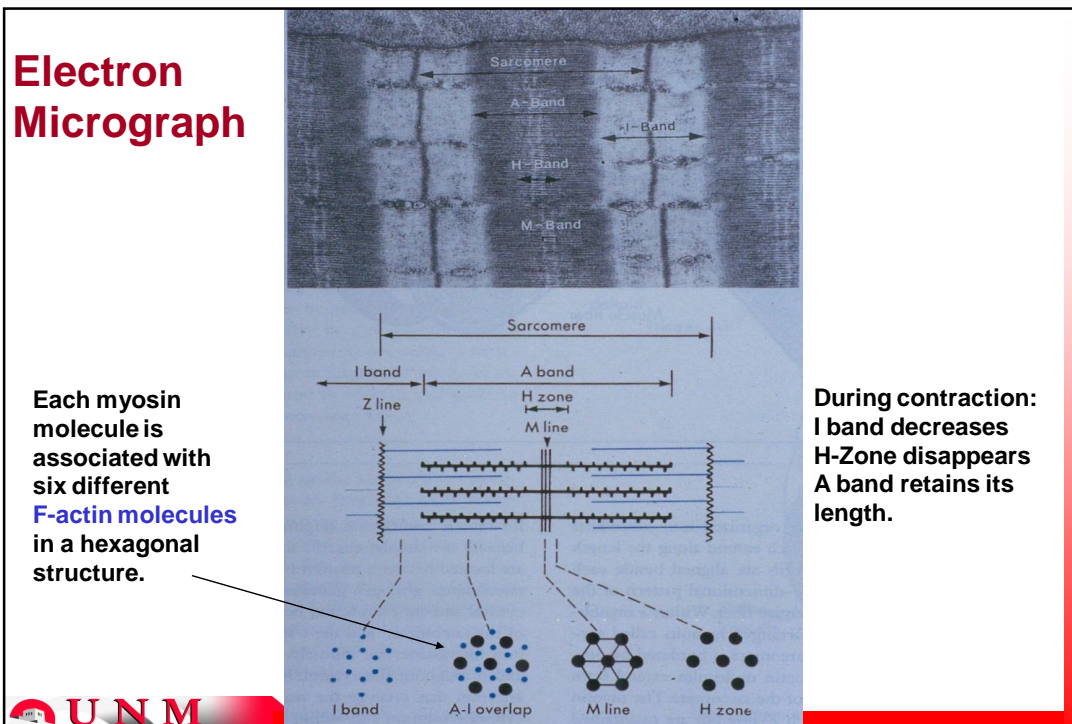 Electron
Micrograph
Sarcomere
A-Band
I-Band
H-Band
M-Band
Sarcomere
I band
A band
Z line
H zone
M line
Each myosin
molecule is
associated with
six different
F-actin molecules
in a hexagonal
structure.
During contraction:
I band decreases
H-Zone disappears
A band retains its
length.
I band
A-I overlap
M line
H zone
UNM